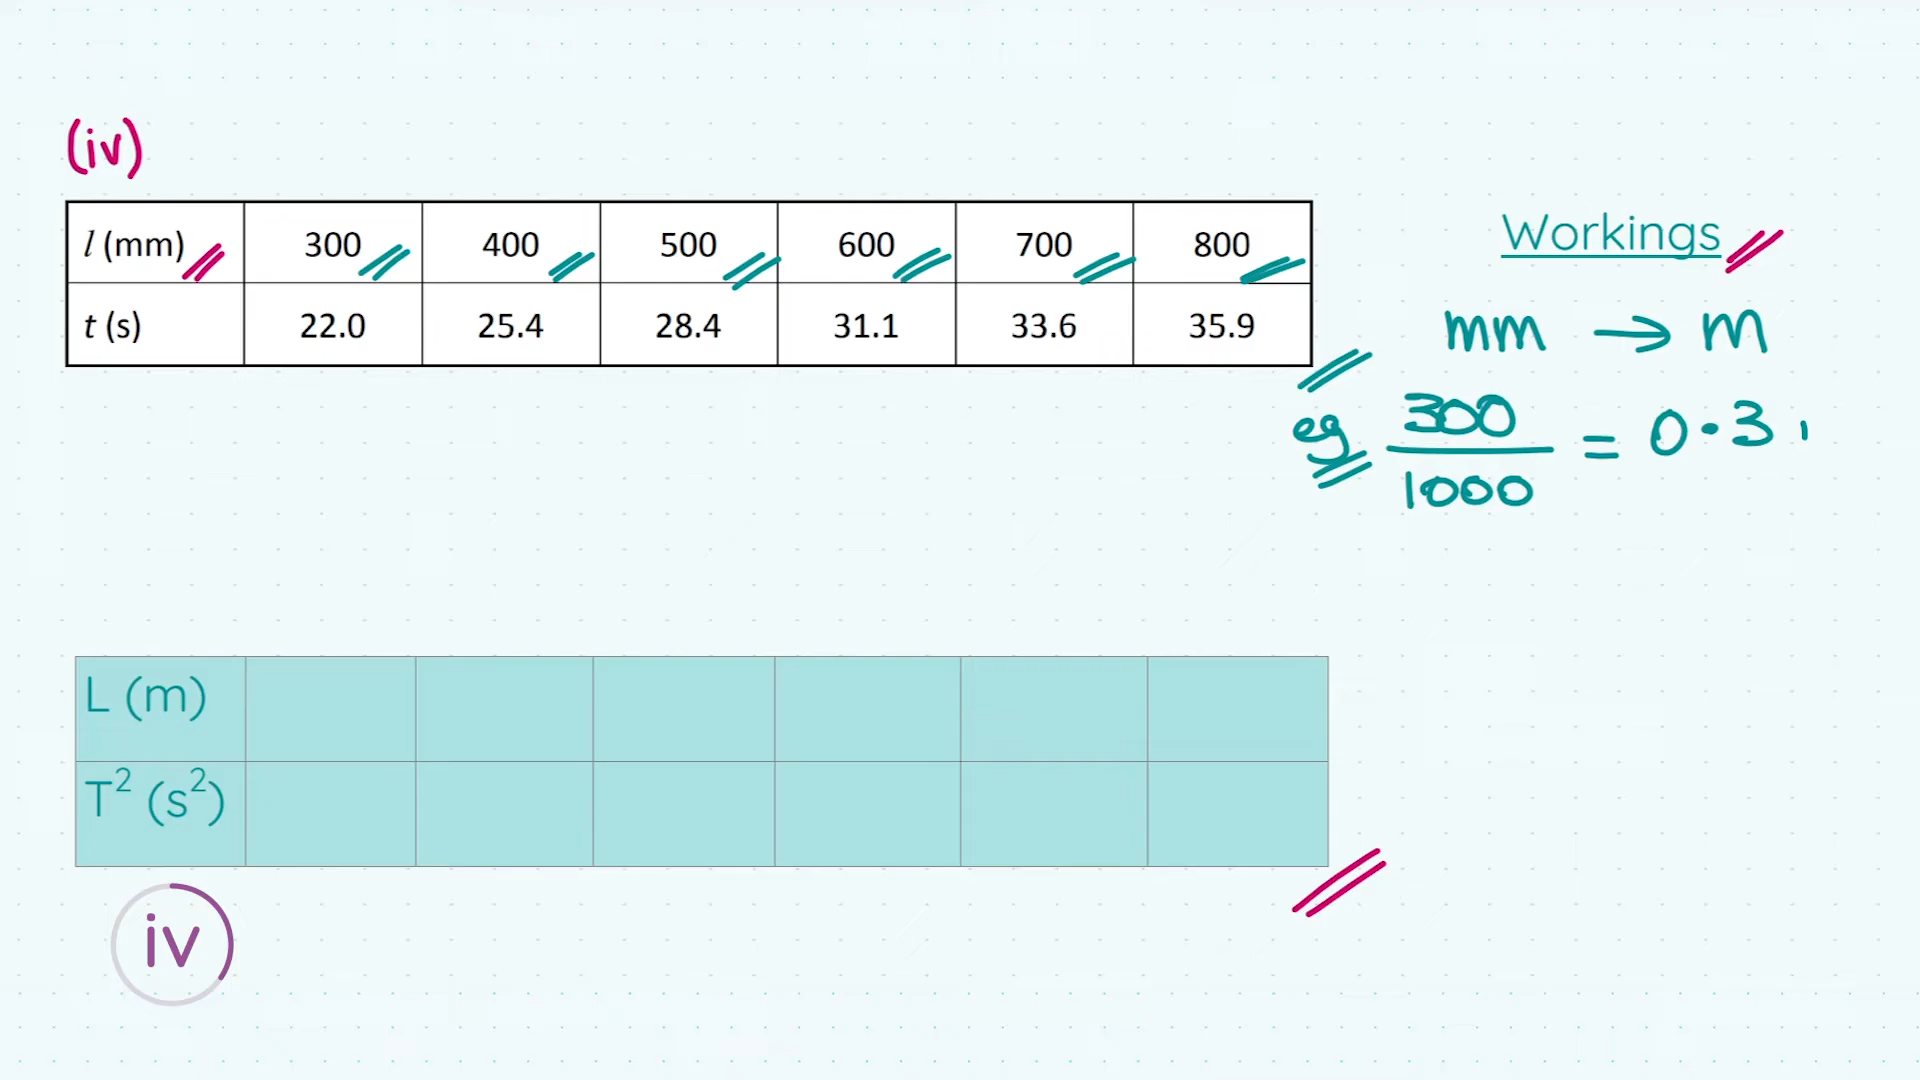 (iv)
l (mm) 300 400 500 600 700 800
t (s) 22.0 25.4 28.4 31.1 33.6 35.9
Workings
mm → m
eg 300/1000 = 0.3
L (m)
T² (s²)
iv